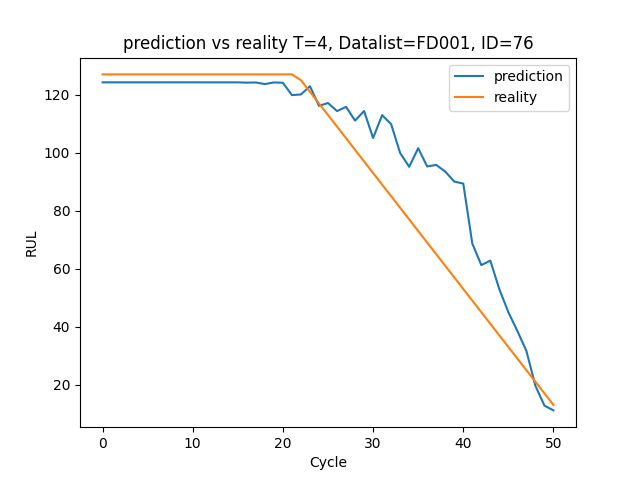 prediction vs reality T=4, Datalist=FD001, ID=76
prediction
reality
RUL
120
100
80
60
40
20
0 10 20 30 40 50
Cycle